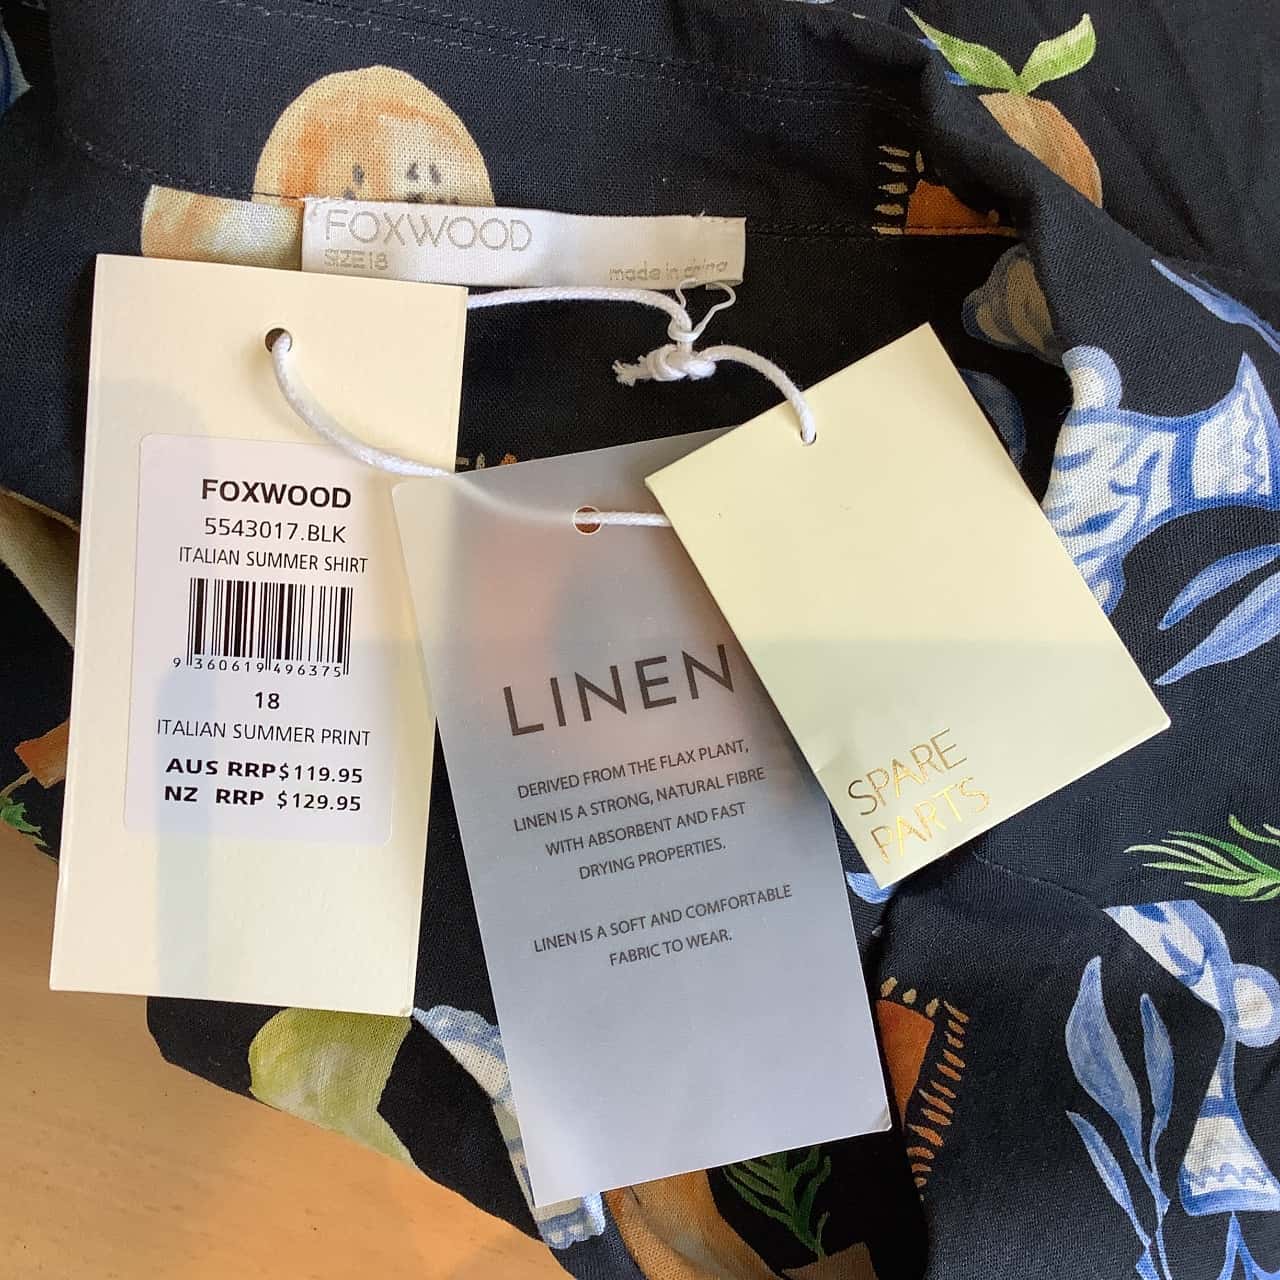 FOXWOOD
SIZE 18
made in china
FOXWOOD
5543017.BLK
ITALIAN SUMMER SHIRT
9 360619 496375
18
ITALIAN SUMMER PRINT
AUS RRP $119.95
NZ RRP $129.95
LINEN
DERIVED FROM THE FLAX PLANT,
LINEN IS A STRONG, NATURAL FIBRE
WITH ABSORBENT AND FAST
DRYING PROPERTIES.
LINEN IS A SOFT AND COMFORTABLE
FABRIC TO WEAR.
SPARE
PARTS